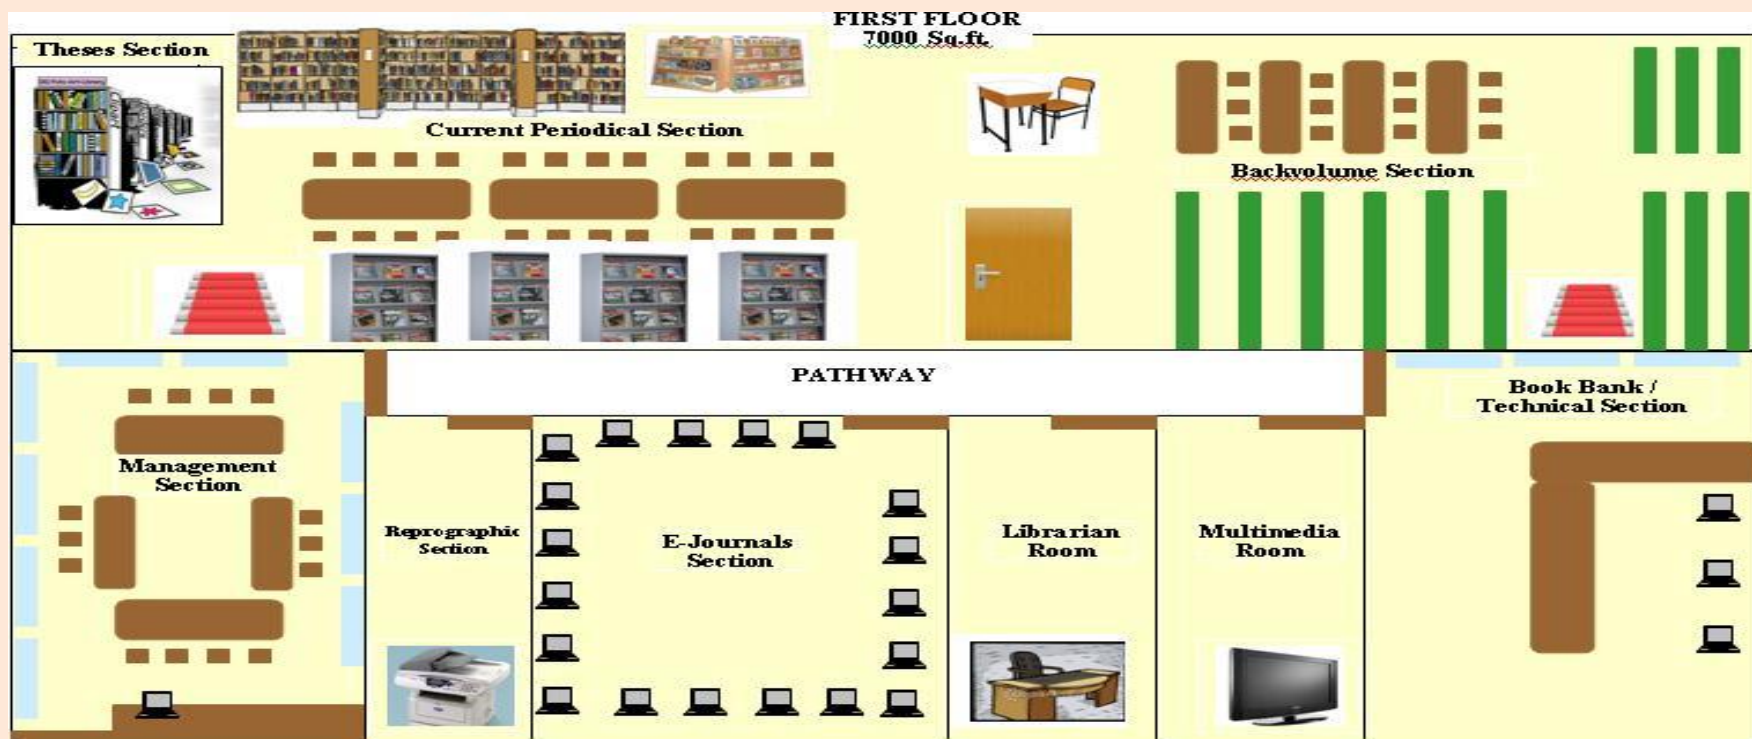 FIRST FLOOR
7000 Sq.ft.
Theses Section
Current Periodical Section
Backvolume Section
PATHWAY
Book Bank /
Technical Section
Management
Section
Reprographic
Section
E-Journals
Section
Librarian
Room
Multimedia
Room